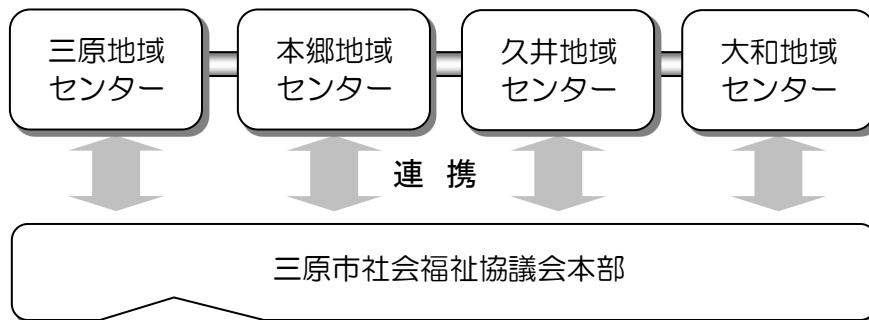 三原地域
センター
本郷地域
センター
久井地域
センター
大和地域
センター
連 携
三原市社会福祉協議会本部